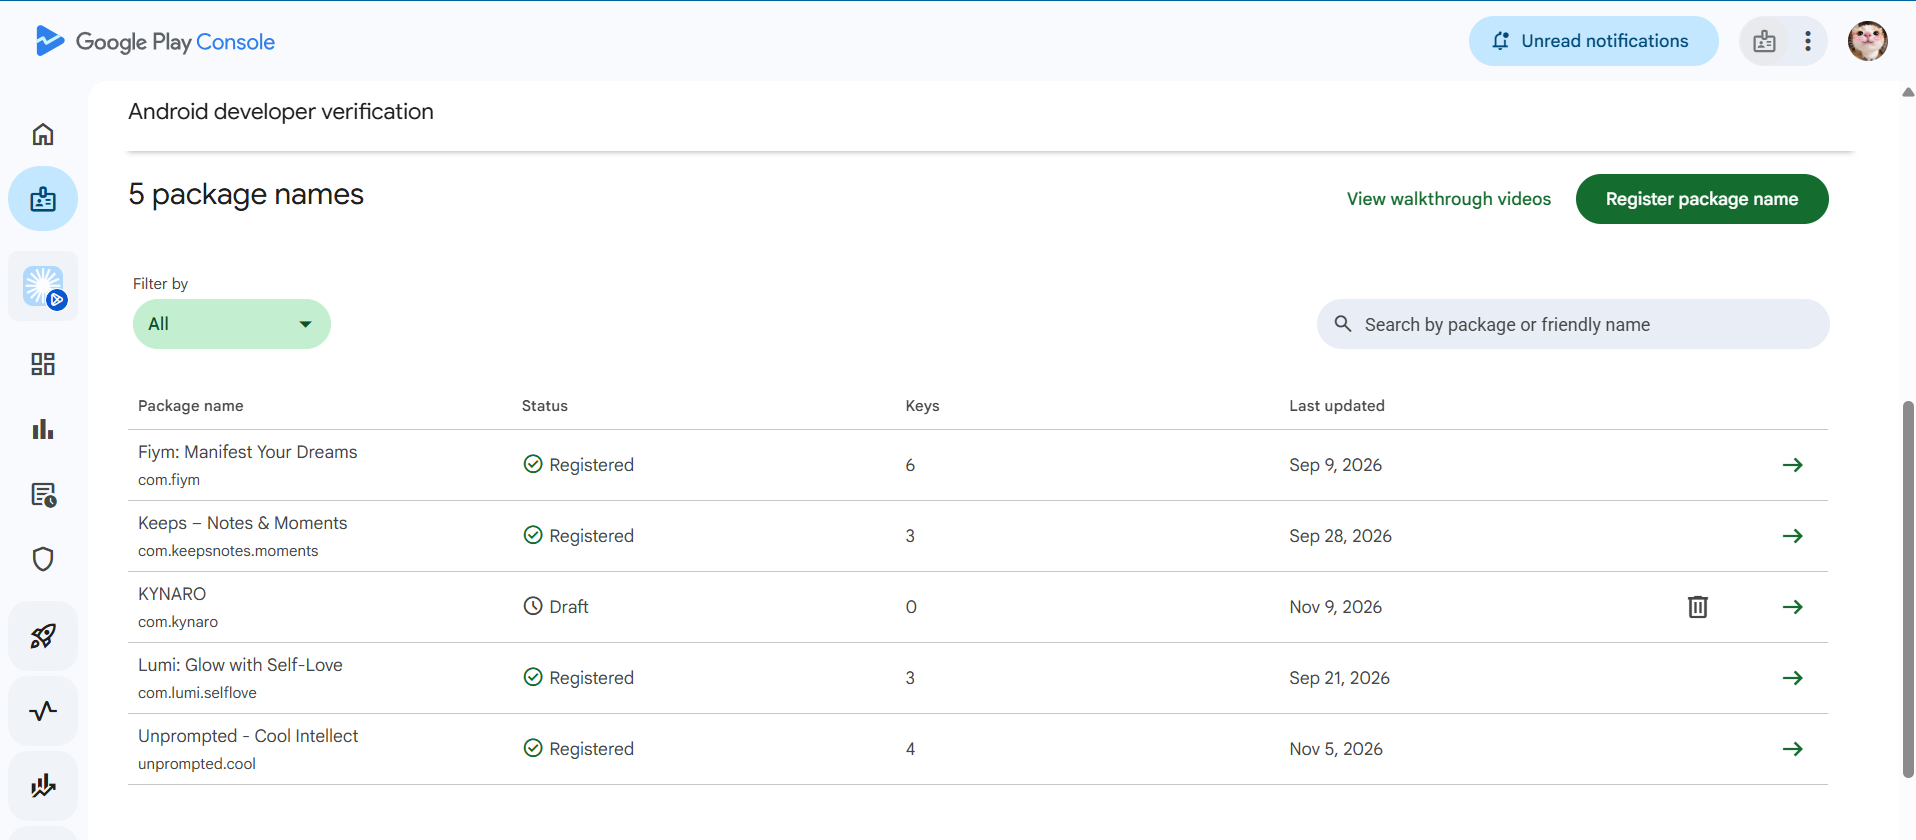 Google Play Console
Unread notifications
Android developer verification
5 package names
View walkthrough videos
Register package name
Filter by
All
Search by package or friendly name
Package name Status Keys Last updated
Fiym: Manifest Your Dreams
com.fiym
Registered 6 Sep 9, 2026
Keeps – Notes & Moments
com.keepsnotes.moments
Registered 3 Sep 28, 2026
KYNARO
com.kynaro
Draft 0 Nov 9, 2026
Lumi: Glow with Self-Love
com.lumi.selflove
Registered 3 Sep 21, 2026
Unprompted - Cool Intellect
unprompted.cool
Registered 4 Nov 5, 2026